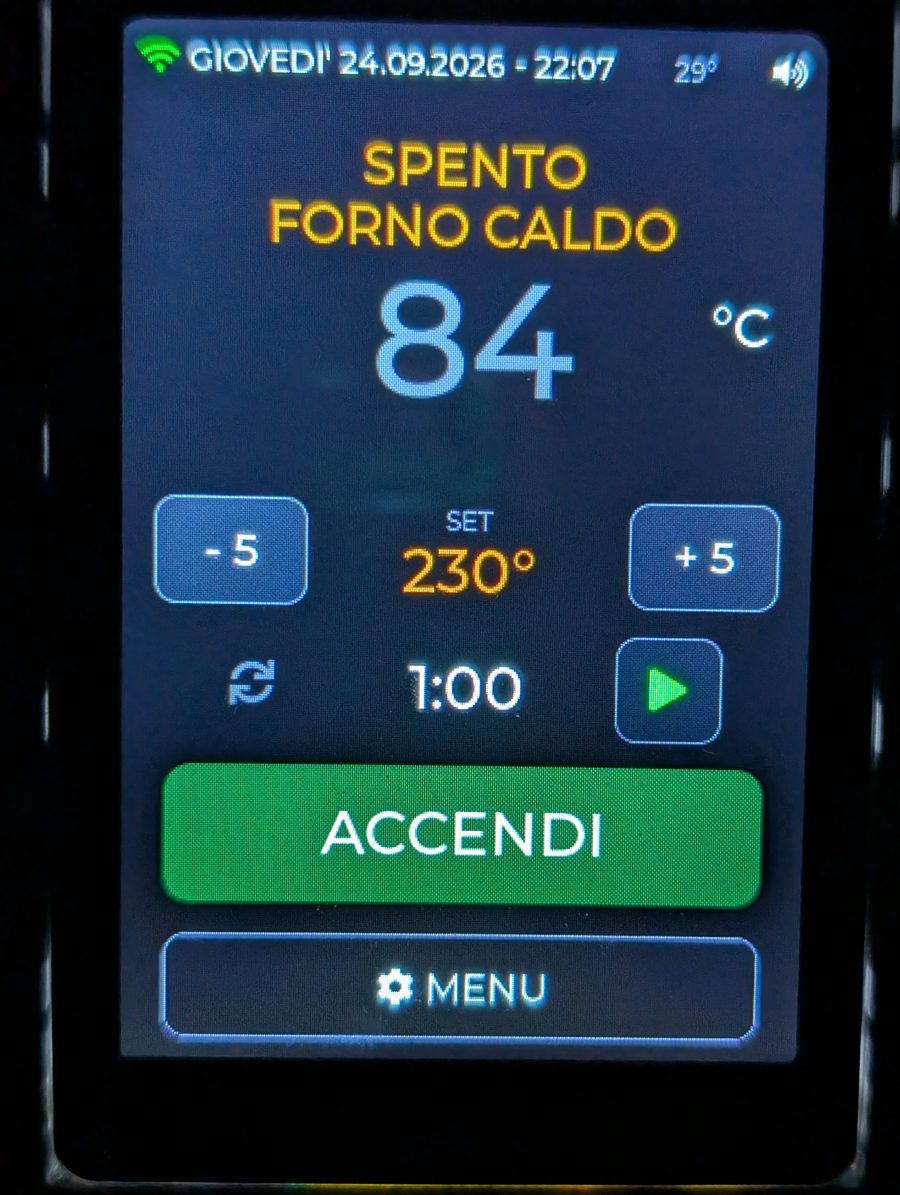 GIOVEDI' 24.09.2026 - 22:07 29°
SPENTO
FORNO CALDO
84 °C
SET
- 5 230° + 5
1:00
ACCENDI
MENU